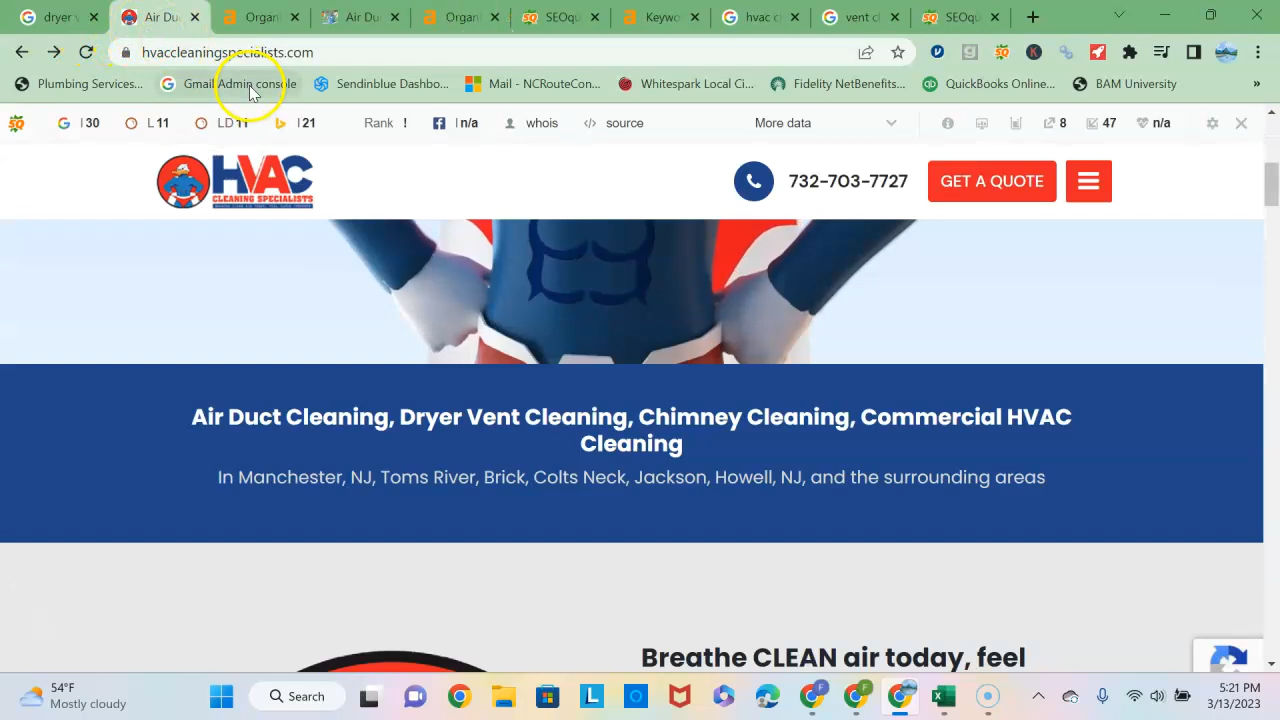 dryer v
Air Du
Organi
Air Du
Organi
SEOqu
Keywo
hvac c
vent cl
SEOqu
hvaccleaningspecialists.com
Plumbing Services...
Gmail Admin console
Sendinblue Dashbo...
Mail - NCRouteCon...
Whitespark Local Ci...
Fidelity NetBenefits...
QuickBooks Online...
BAM University
»
SQ
I 30
L 11
LD 11
I 21
Rank !
I n/a
whois
source
More data
8
47
n/a
HVAC
CLEANING SPECIALISTS
732-703-7727
GET A QUOTE
Air Duct Cleaning, Dryer Vent Cleaning, Chimney Cleaning, Commercial HVAC
Cleaning
In Manchester, NJ, Toms River, Brick, Colts Neck, Jackson, Howell, NJ, and the surrounding areas
Breathe CLEAN air today, feel
54°F
Mostly cloudy
Search
5:21 PM
3/13/2023